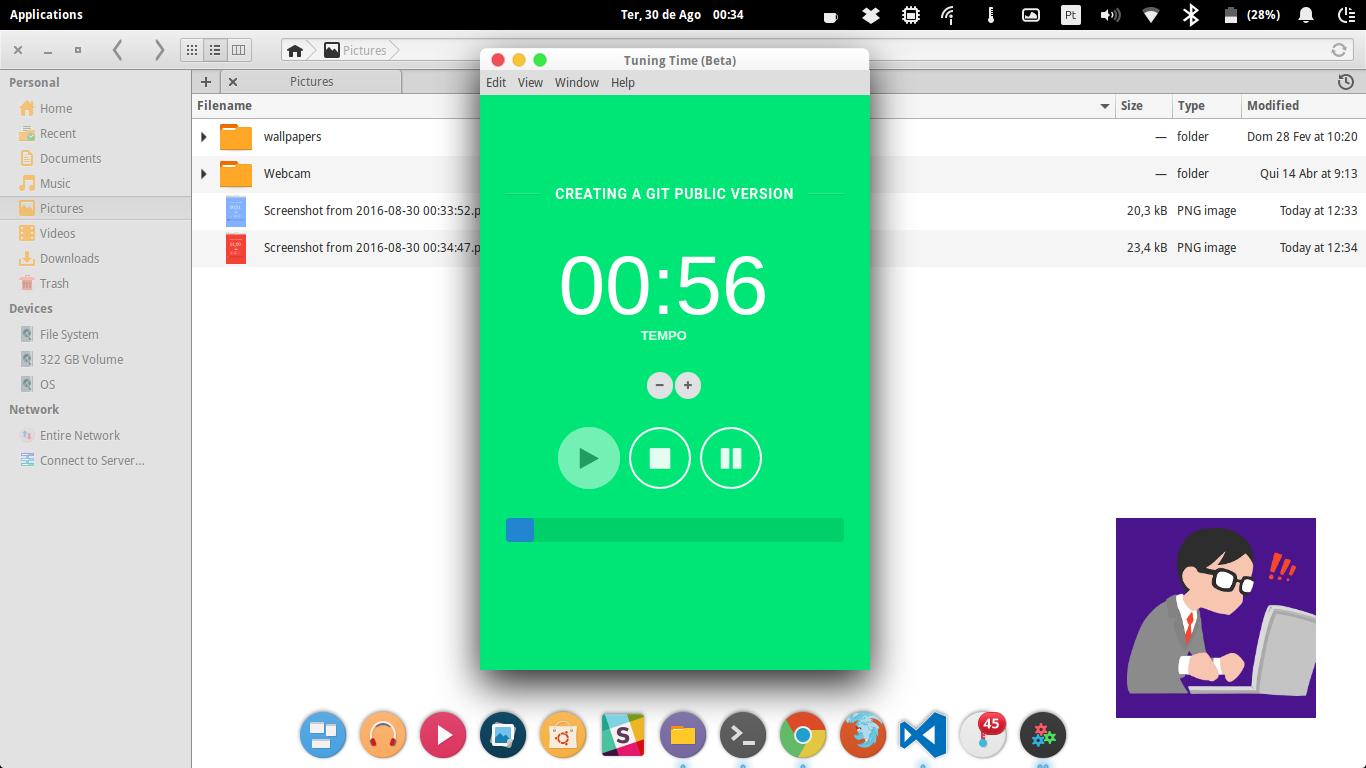 Applications
Ter, 30 de Ago 00:34
Pt
(28%)
Pictures
Personal
Home
Recent
Documents
Music
Pictures
Videos
Downloads
Trash
Devices
File System
322 GB Volume
OS
Network
Entire Network
Connect to Server...
Pictures
Filename Size Type Modified
wallpapers — folder Dom 28 Fev at 10:20
Webcam — folder Qui 14 Abr at 9:13
Screenshot from 2016-08-30 00:33:52.p 20,3 kB PNG image Today at 12:33
Screenshot from 2016-08-30 00:34:47.p 23,4 kB PNG image Today at 12:34
Tuning Time (Beta)
Edit View Window Help
CREATING A GIT PUBLIC VERSION
00:56
TEMPO
− +
!!!
S
>_
45